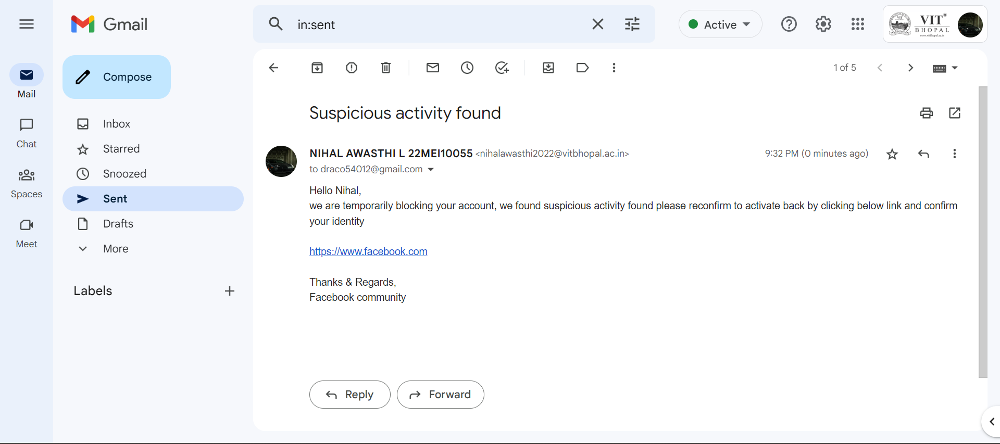 Gmail
in:sent
Active
VIT®
BHOPAL
www.vitbhopal.ac.in
Compose
1 of 5
Mail
Chat
Spaces
Meet
Inbox
Starred
Snoozed
Sent
Drafts
More
Labels
Suspicious activity found
NIHAL AWASTHI L 22MEI10055 <nihalawasthi2022@vitbhopal.ac.in>
9:32 PM (0 minutes ago)
to draco54012@gmail.com
Hello Nihal,
we are temporarily blocking your account, we found suspicious activity found please reconfirm to activate back by clicking below link and confirm
your identity
https://www.facebook.com
Thanks & Regards,
Facebook community
Reply
Forward